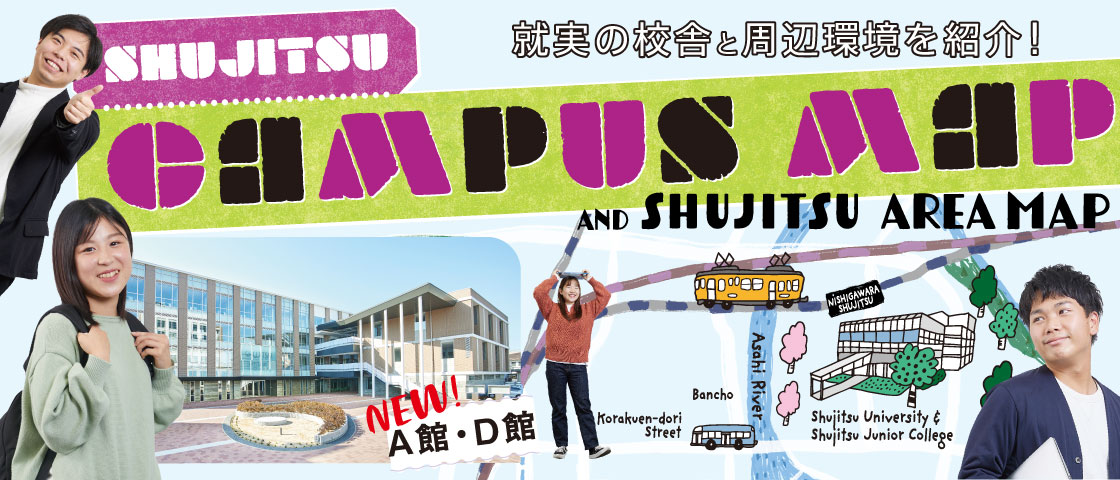 SHUJITSU
就実の校舎と周辺環境を紹介!
CAMPUS MAP
AND SHUJITSU AREA MAP
NEW!
A館・D館
NISHIGAWARA
SHUJITSU
Asahi River
Bancho
Korakuen-dori
Street
Shujitsu University &
Shujitsu Junior College